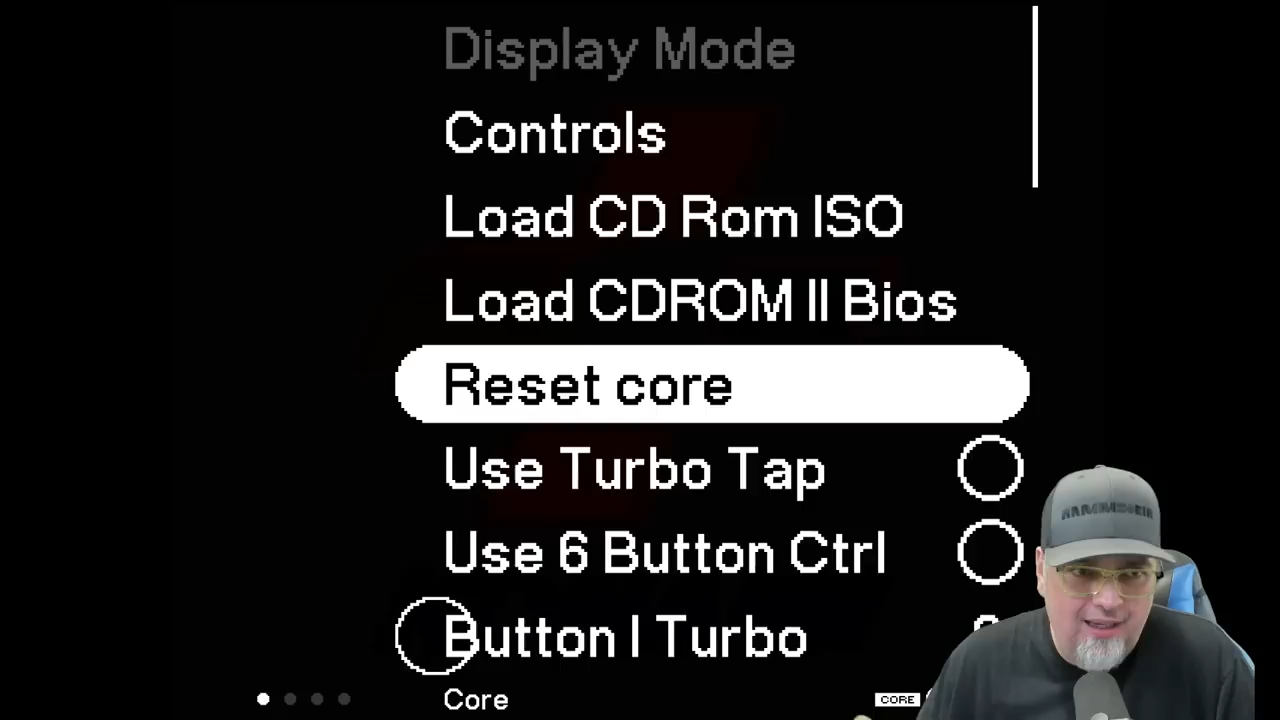 Display Mode
Controls
Load CD Rom ISO
Load CDROM II Bios
Reset core
Use Turbo Tap
Use 6 Button Ctrl
Button I Turbo
Core
CORE
RAMMSTEIN